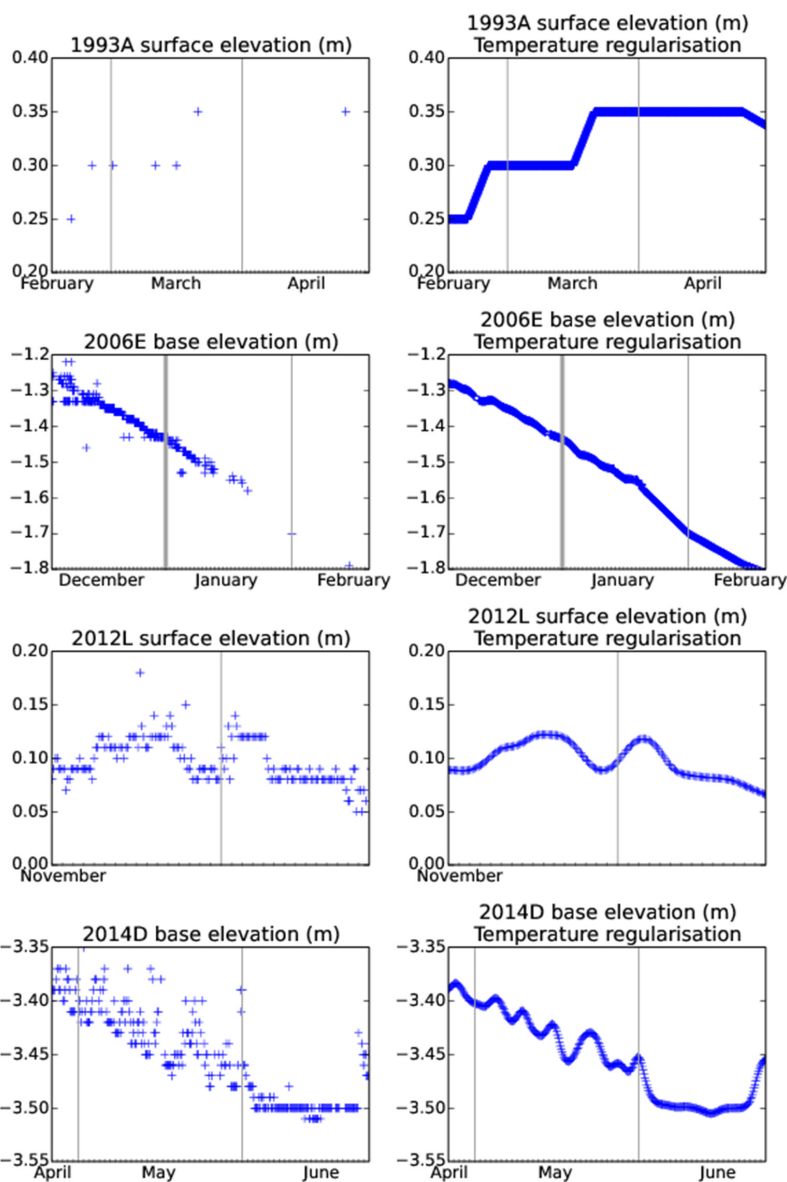 1993A surface elevation (m)
0.40
0.35
0.30
0.25
0.20
February March April
1993A surface elevation (m)
Temperature regularisation
0.40
0.35
0.30
0.25
0.20
February March April
2006E base elevation (m)
−1.2
−1.3
−1.4
−1.5
−1.6
−1.7
−1.8
December January February
2006E base elevation (m)
Temperature regularisation
−1.2
−1.3
−1.4
−1.5
−1.6
−1.7
−1.8
December January February
2012L surface elevation (m)
0.20
0.15
0.10
0.05
0.00
November
2012L surface elevation (m)
Temperature regularisation
0.20
0.15
0.10
0.05
0.00
November
2014D base elevation (m)
−3.35
−3.40
−3.45
−3.50
−3.55
April May June
2014D base elevation (m)
Temperature regularisation
−3.35
−3.40
−3.45
−3.50
−3.55
April May June